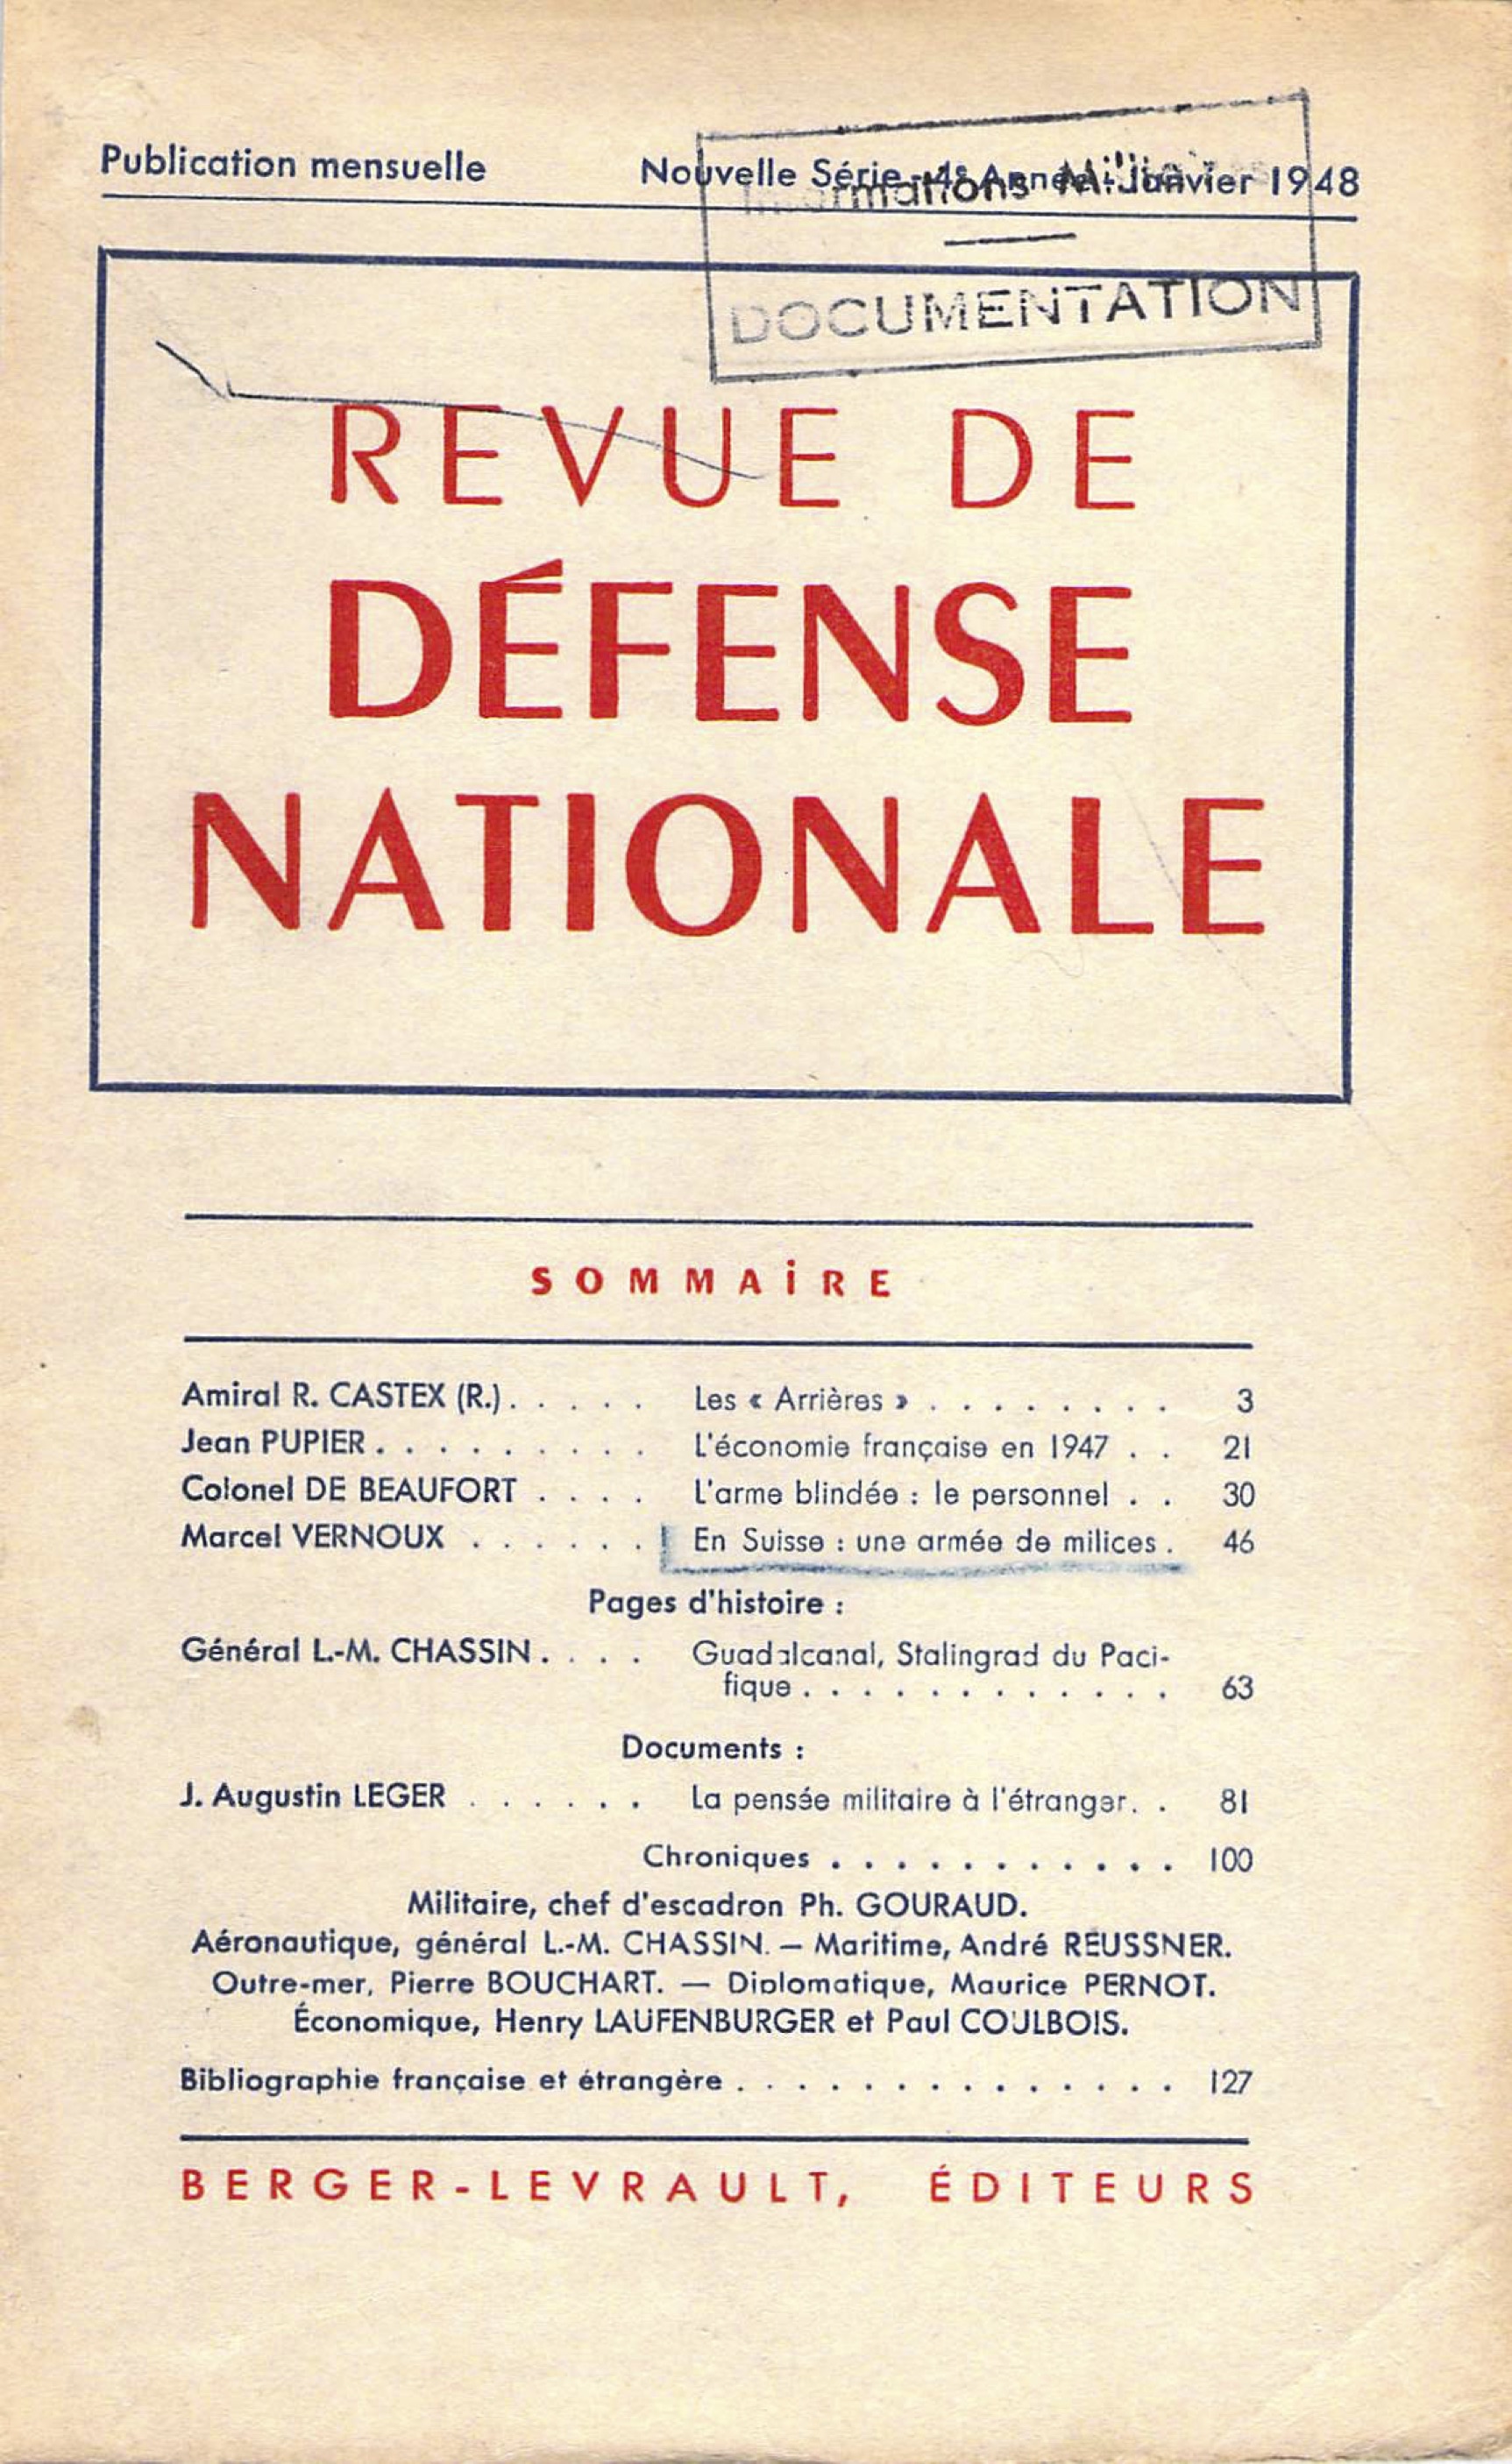 Publication mensuelle
Nouvelle Série - 4e Année - Janvier 1948
DOCUMENTATION
REVUE DE
DÉFENSE
NATIONALE
SOMMAiRE
Amiral R. CASTEX (R.). . . . . Les « Arrières » . . . . . . . . 3
Jean PUPIER. . . . . . . . . L'économie française en 1947 . . 21
Colonel DE BEAUFORT . . . . L'arme blindée : le personnel . . 30
Marcel VERNOUX . . . . . . En Suisse : une armée de milices . 46
Pages d'histoire :
Général L.-M. CHASSIN. . . . Guadalcanal, Stalingrad du Paci-
fique . . . . . . . . . . . . 63
Documents :
J. Augustin LEGER . . . . . . La pensée militaire à l'étranger. . 81
Chroniques . . . . . . . . . . . 100
Militaire, chef d'escadron Ph. GOURAUD.
Aéronautique, général L.-M. CHASSIN. — Maritime, André REUSSNER.
Outre-mer, Pierre BOUCHART. — Diplomatique, Maurice PERNOT.
Économique, Henry LAUFENBURGER et Paul COULBOIS.
Bibliographie française et étrangère . . . . . . . . . . . . . . 127
BERGER-LEVRAULT, ÉDITEURS